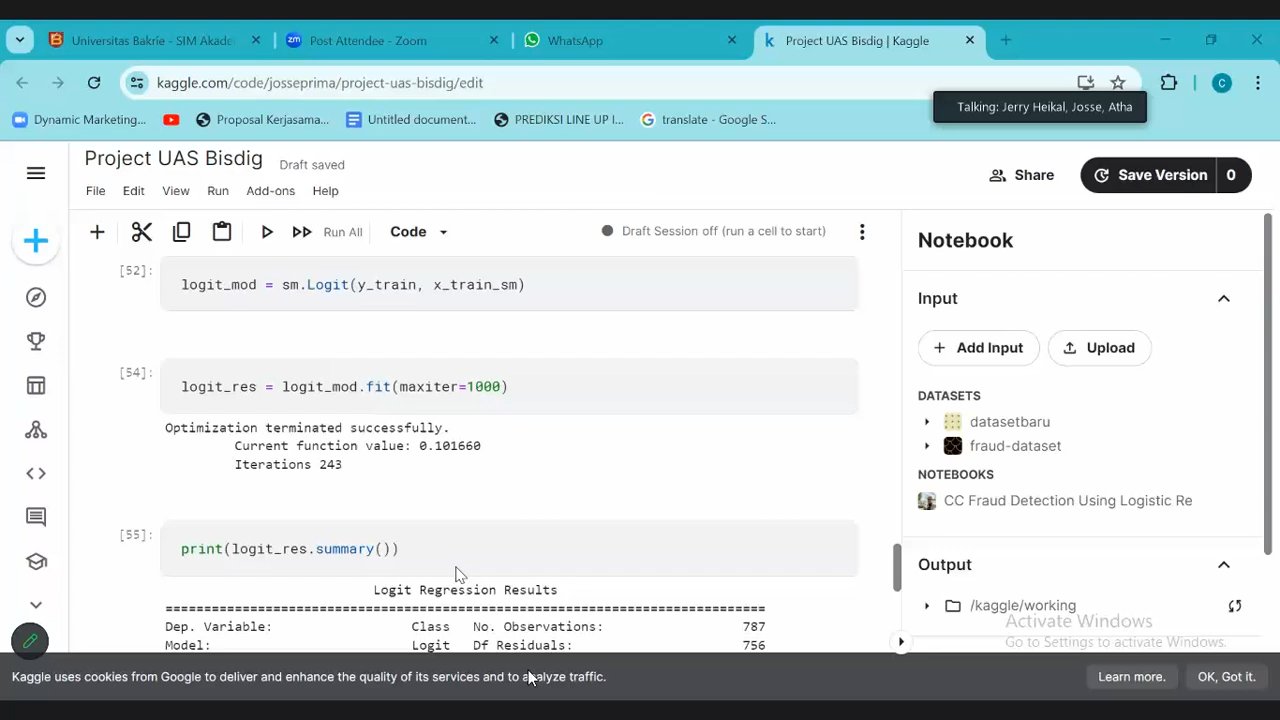 Universitas Bakrie - SIM Akade
Post Attendee - Zoom
WhatsApp
Project UAS Bisdig | Kaggle
kaggle.com/code/josseprima/project-uas-bisdig/edit
C
Talking: Jerry Heikal, Josse, Atha
Dynamic Marketing...
Proposal Kerjasama...
Untitled document...
PREDIKSI LINE UP I...
translate - Google S...
Project UAS Bisdig
Draft saved
File Edit View Run Add-ons Help
Share
Save Version 0
Run All
Code
Draft Session off (run a cell to start)
[52]:
logit_mod = sm.Logit(y_train, x_train_sm)
[54]:
logit_res = logit_mod.fit(maxiter=1000)
Optimization terminated successfully.
Current function value: 0.101660
Iterations 243
[55]:
print(logit_res.summary())
Logit Regression Results
==============================================================================
Dep. Variable: Class No. Observations: 787
Model: Logit Df Residuals: 756
Notebook
Input
Add Input
Upload
DATASETS
datasetbaru
fraud-dataset
NOTEBOOKS
CC Fraud Detection Using Logistic Re
Output
/kaggle/working
Activate Windows
Go to Settings to activate Windows.
Kaggle uses cookies from Google to deliver and enhance the quality of its services and to analyze traffic.
Learn more.
OK, Got it.